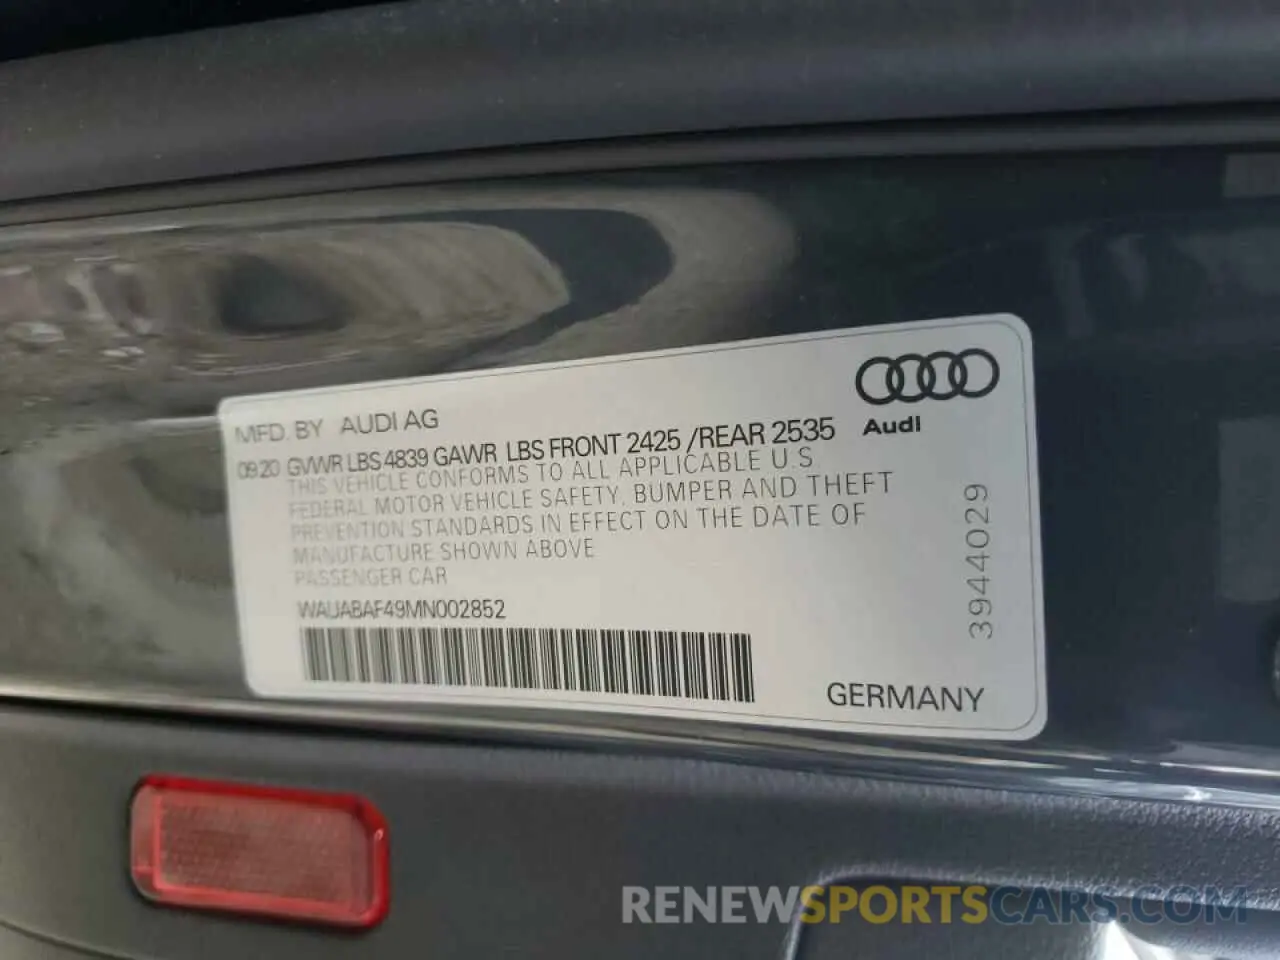 MFD. BY AUDI AG
09.20 GVWR LBS 4839 GAWR LBS FRONT 2425 /REAR 2535
THIS VEHICLE CONFORMS TO ALL APPLICABLE U.S
FEDERAL MOTOR VEHICLE SAFETY, BUMPER AND THEFT
PREVENTION STANDARDS IN EFFECT ON THE DATE OF
MANUFACTURE SHOWN ABOVE
PASSENGER CAR
WAUABAF49MN002852
Audi
3944029
GERMANY
RENEWSPORTSCARS.COM